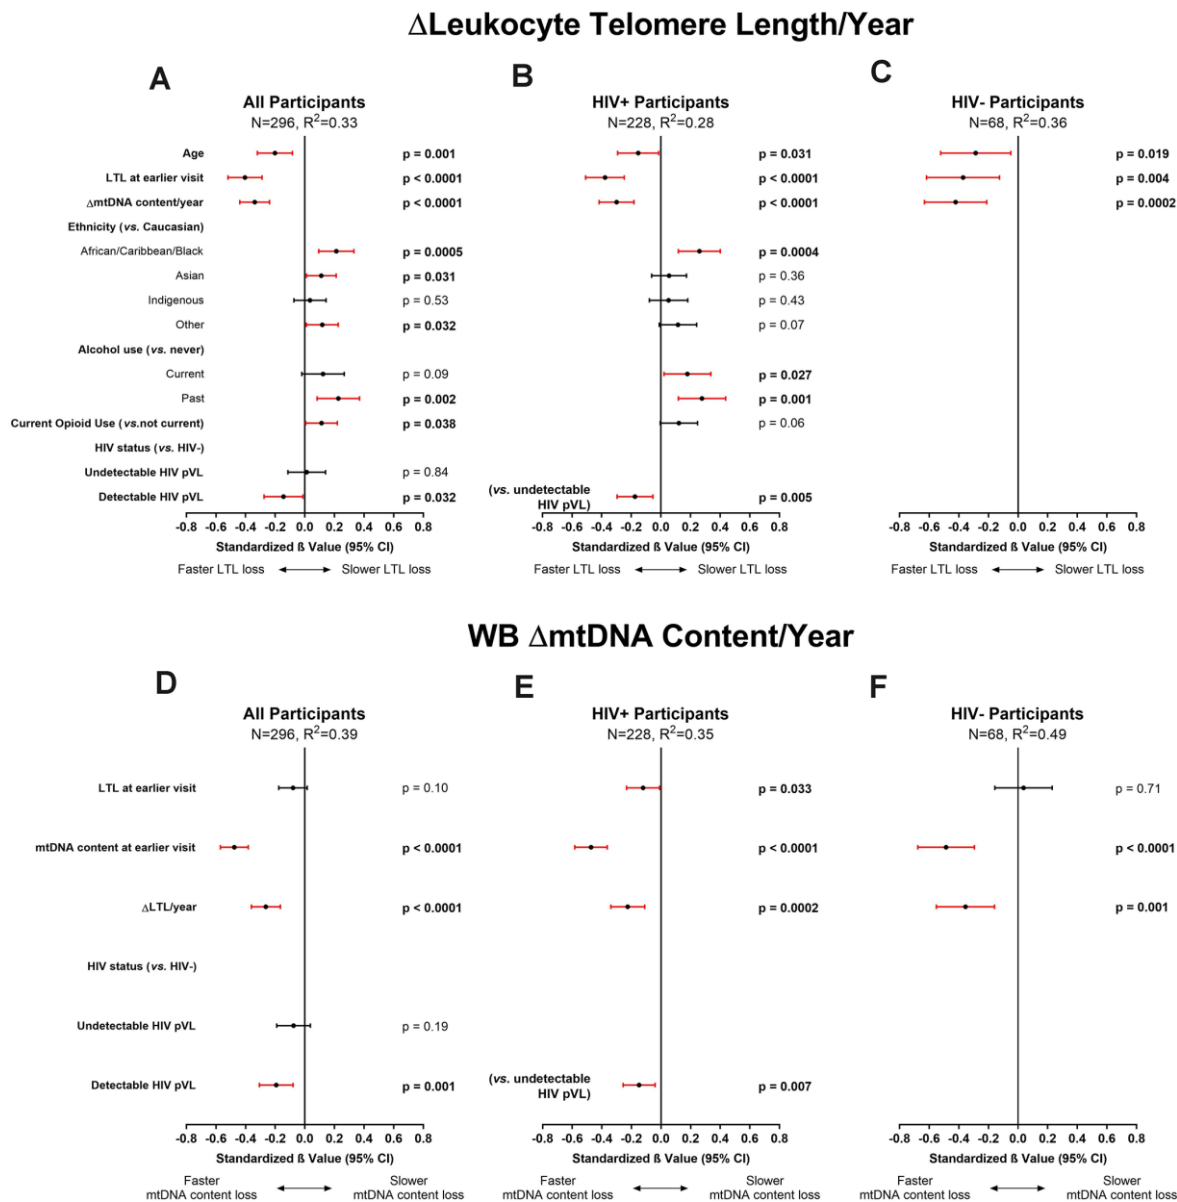 ΔLeukocyte Telomere Length/Year
A
All Participants
N=296, R²=0.33
B
HIV+ Participants
N=228, R²=0.28
C
HIV- Participants
N=68, R²=0.36
Age p = 0.001 p = 0.031 p = 0.019
LTL at earlier visit p < 0.0001 p < 0.0001 p = 0.004
ΔmtDNA content/year p < 0.0001 p < 0.0001 p = 0.0002
Ethnicity (vs. Caucasian)
African/Caribbean/Black p = 0.0005 p = 0.0004
Asian p = 0.031 p = 0.36
Indigenous p = 0.53 p = 0.43
Other p = 0.032 p = 0.07
Alcohol use (vs. never)
Current p = 0.09 p = 0.027
Past p = 0.002 p = 0.001
Current Opioid Use (vs.not current) p = 0.038 p = 0.06
HIV status (vs. HIV-)
Undetectable HIV pVL p = 0.84
Detectable HIV pVL p = 0.032 (vs. undetectable HIV pVL) p = 0.005
-0.8 -0.6 -0.4 -0.2 0.0 0.2 0.4 0.6 0.8 -0.8 -0.6 -0.4 -0.2 0.0 0.2 0.4 0.6 0.8 -0.8 -0.6 -0.4 -0.2 0.0 0.2 0.4 0.6 0.8
Standardized ß Value (95% CI) Standardized ß Value (95% CI) Standardized ß Value (95% CI)
Faster LTL loss Slower LTL loss Faster LTL loss Slower LTL loss Faster LTL loss Slower LTL loss
WB ΔmtDNA Content/Year
D
All Participants
N=296, R²=0.39
E
HIV+ Participants
N=228, R²=0.35
F
HIV- Participants
N=68, R²=0.49
LTL at earlier visit p = 0.10 p = 0.033 p = 0.71
mtDNA content at earlier visit p < 0.0001 p < 0.0001 p < 0.0001
ΔLTL/year p < 0.0001 p = 0.0002 p = 0.001
HIV status (vs. HIV-)
Undetectable HIV pVL p = 0.19
Detectable HIV pVL p = 0.001 (vs. undetectable HIV pVL) p = 0.007
-0.8 -0.6 -0.4 -0.2 0.0 0.2 0.4 0.6 0.8 -0.8 -0.6 -0.4 -0.2 0.0 0.2 0.4 0.6 0.8 -0.8 -0.6 -0.4 -0.2 0.0 0.2 0.4 0.6 0.8
Standardized ß Value (95% CI) Standardized ß Value (95% CI) Standardized ß Value (95% CI)
Faster Slower Faster Slower Faster Slower
mtDNA content loss mtDNA content loss mtDNA content loss mtDNA content loss mtDNA content loss mtDNA content loss